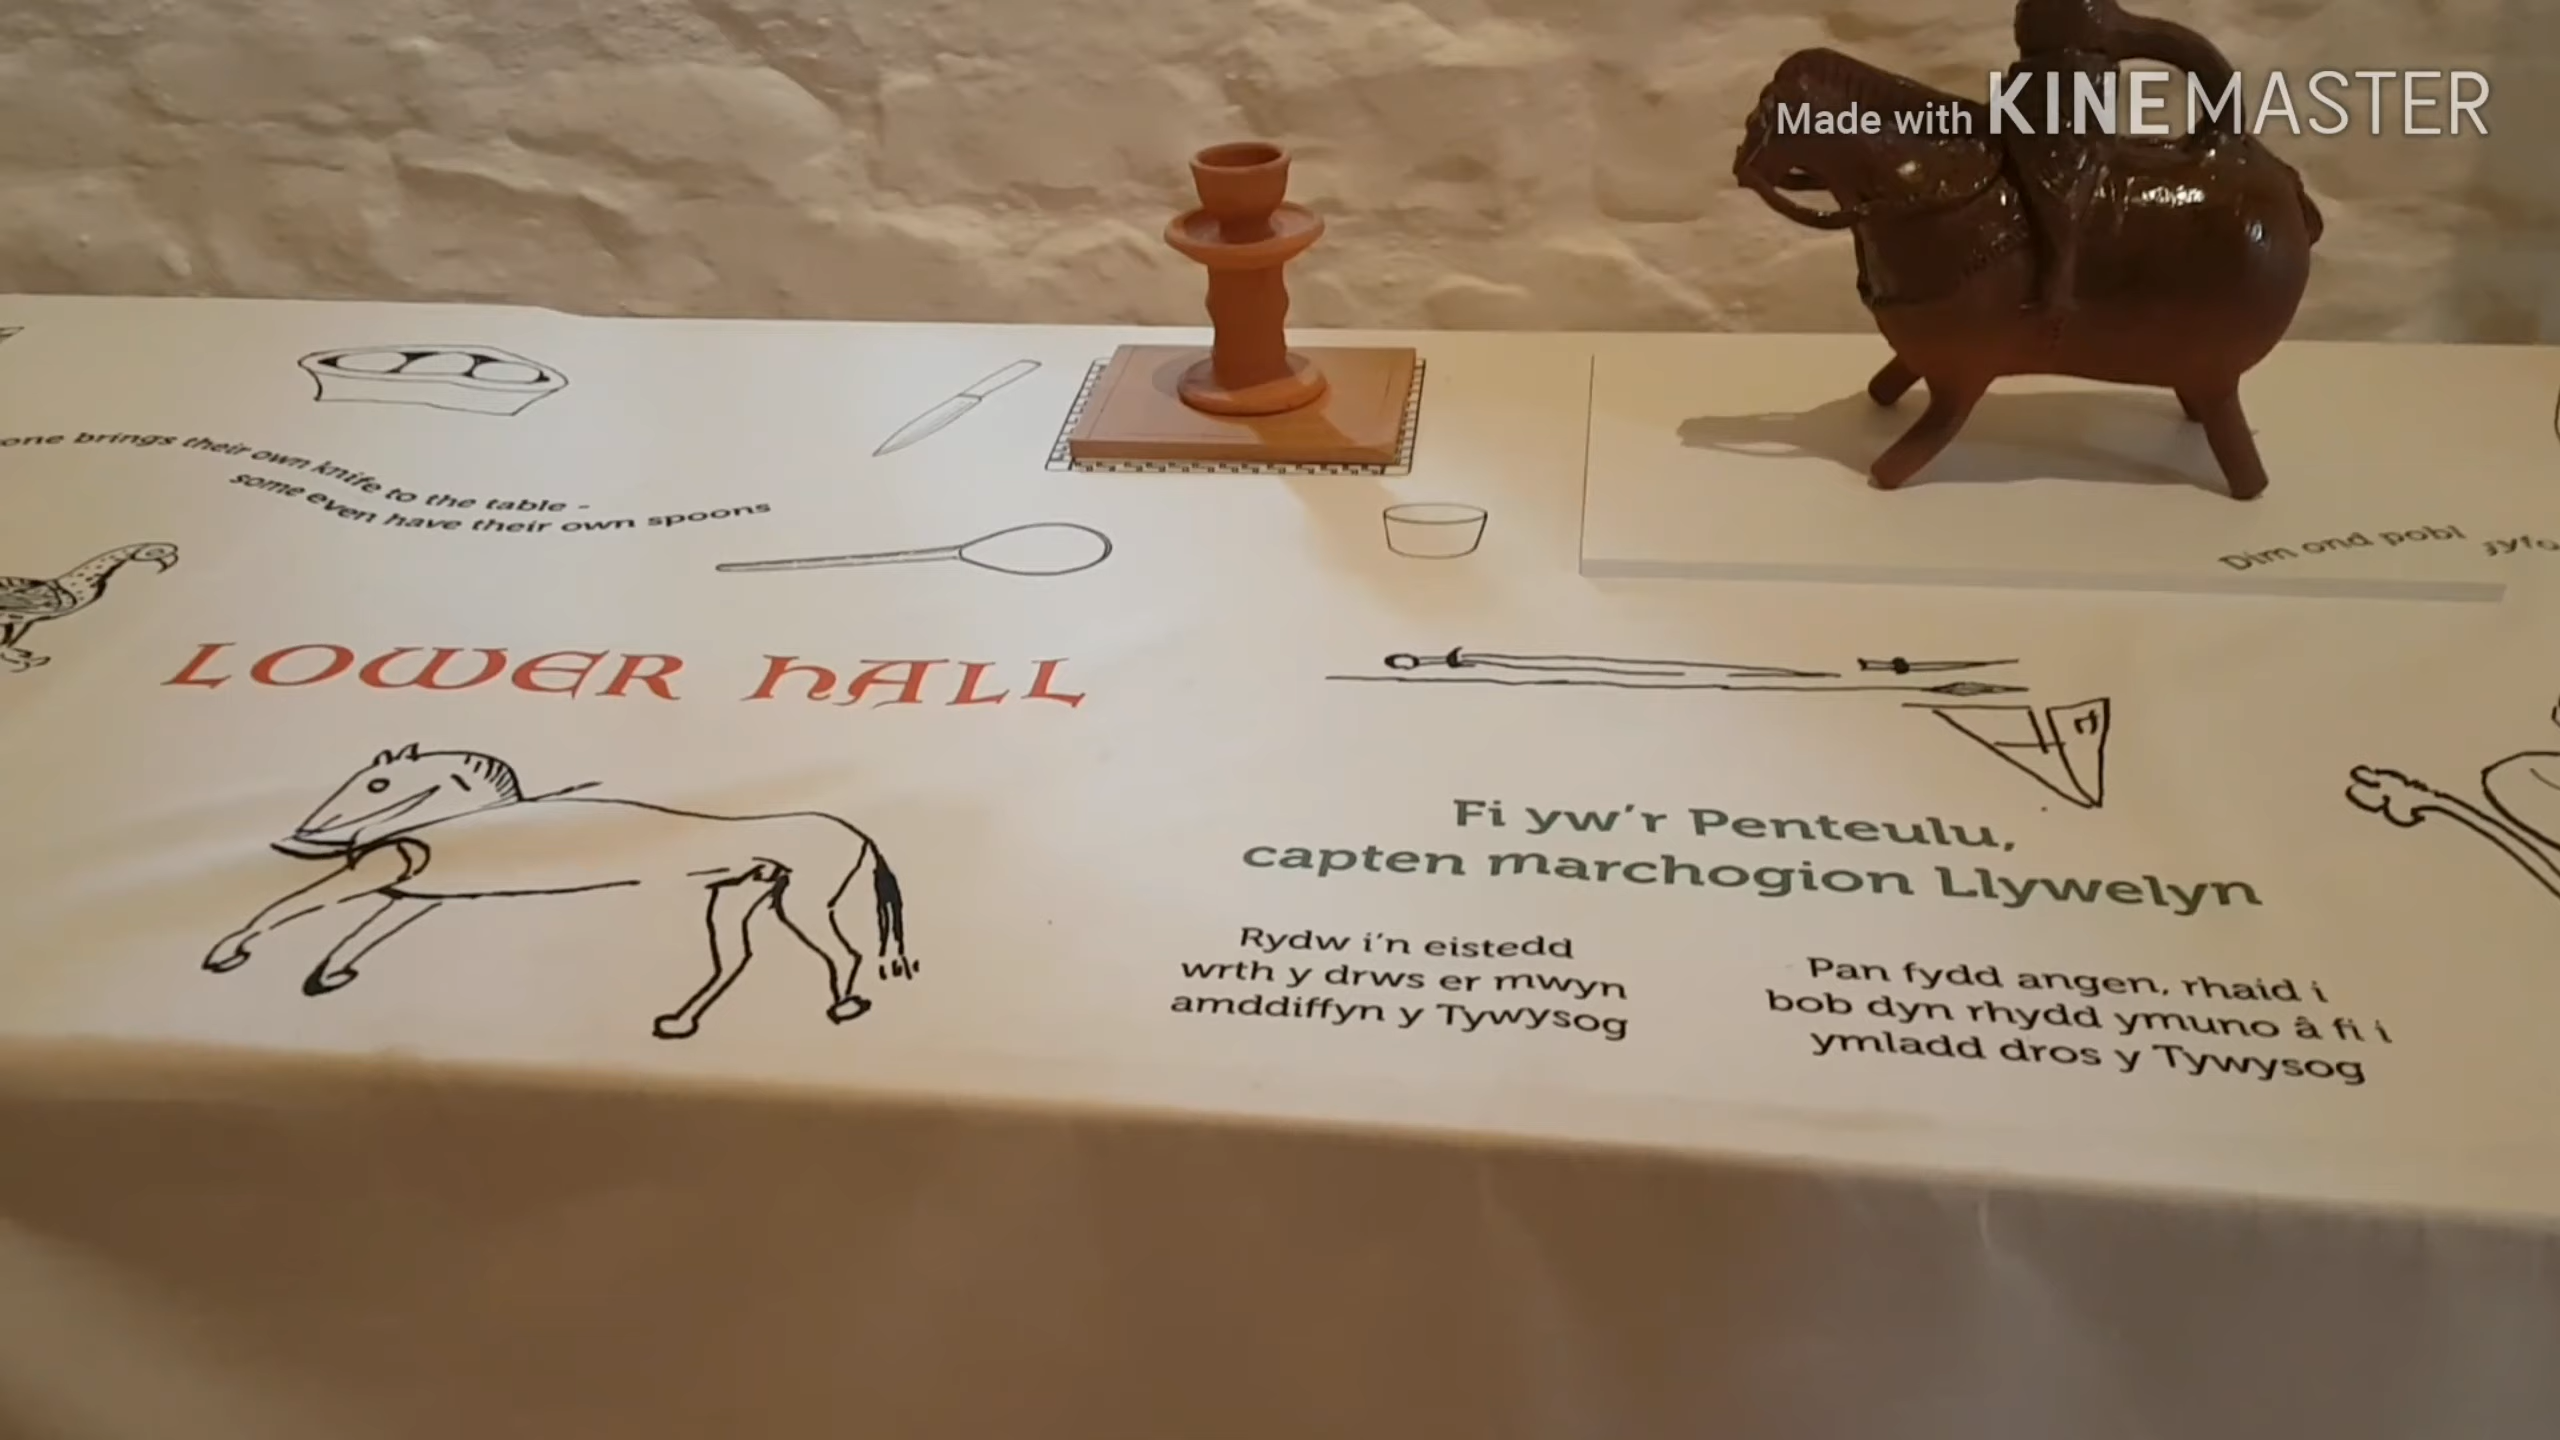 Made with KINEMASTER
one brings their own knife to the table -
some even have their own spoons
Dim ond pobl
LOWER HALL
Fi yw'r Penteulu,
capten marchogion Llywelyn
Rydw i'n eistedd
wrth y drws er mwyn
amddiffyn y Tywysog
Pan fydd angen, rhaid i
bob dyn rhydd ymuno â fi i
ymladd dros y Tywysog